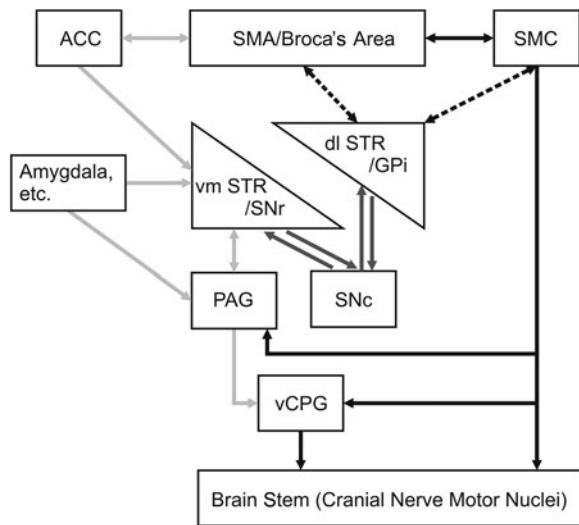 ACC
SMA/Broca's Area
SMC
dl STR
/GPi
Amygdala,
etc.
vm STR
/SNr
PAG
SNc
vCPG
Brain Stem (Cranial Nerve Motor Nuclei)